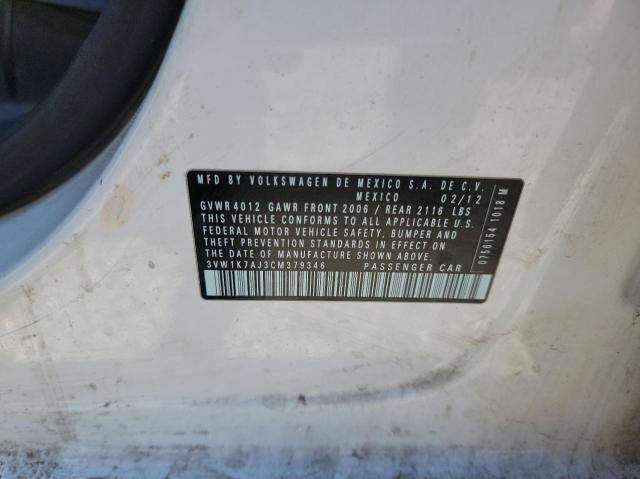 MFD BY VOLKSWAGEN DE MEXICO S.A. DE C.V.
MEXICO 02/12
GVWR 4012 GAWR FRONT 2006 / REAR 2116 LBS
THIS VEHICLE CONFORMS TO ALL APPLICABLE U.S.
FEDERAL MOTOR VEHICLE SAFETY, BUMPER AND
THEFT PREVENTION STANDARDS IN EFFECT ON
THE DATE OF MANUFACTURE SHOWN ABOVE.
3VW1K7AJ3CM379346 PASSENGER CAR
0756154 1018 M